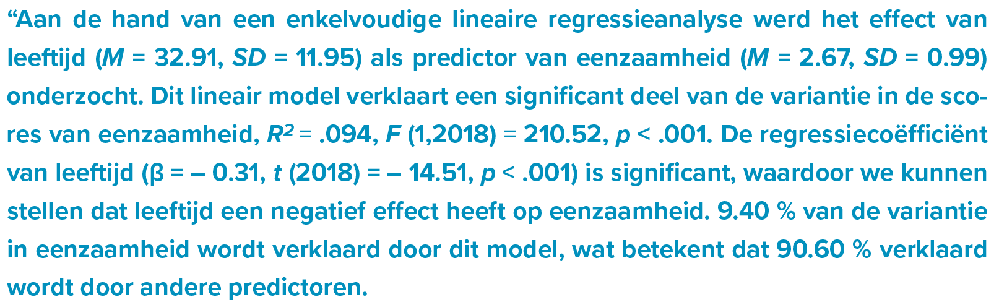 “Aan de hand van een enkelvoudige lineaire regressieanalyse werd het effect van
leeftijd (M = 32.91, SD = 11.95) als predictor van eenzaamheid (M = 2.67, SD = 0.99)
onderzocht. Dit lineair model verklaart een significant deel van de variantie in de sco-
res van eenzaamheid, R² = .094, F (1,2018) = 210.52, p < .001. De regressiecoëfficiënt
van leeftijd (β = – 0.31, t (2018) = – 14.51, p < .001) is significant, waardoor we kunnen
stellen dat leeftijd een negatief effect heeft op eenzaamheid. 9.40 % van de variantie
in eenzaamheid wordt verklaard door dit model, wat betekent dat 90.60 % verklaard
wordt door andere predictoren.